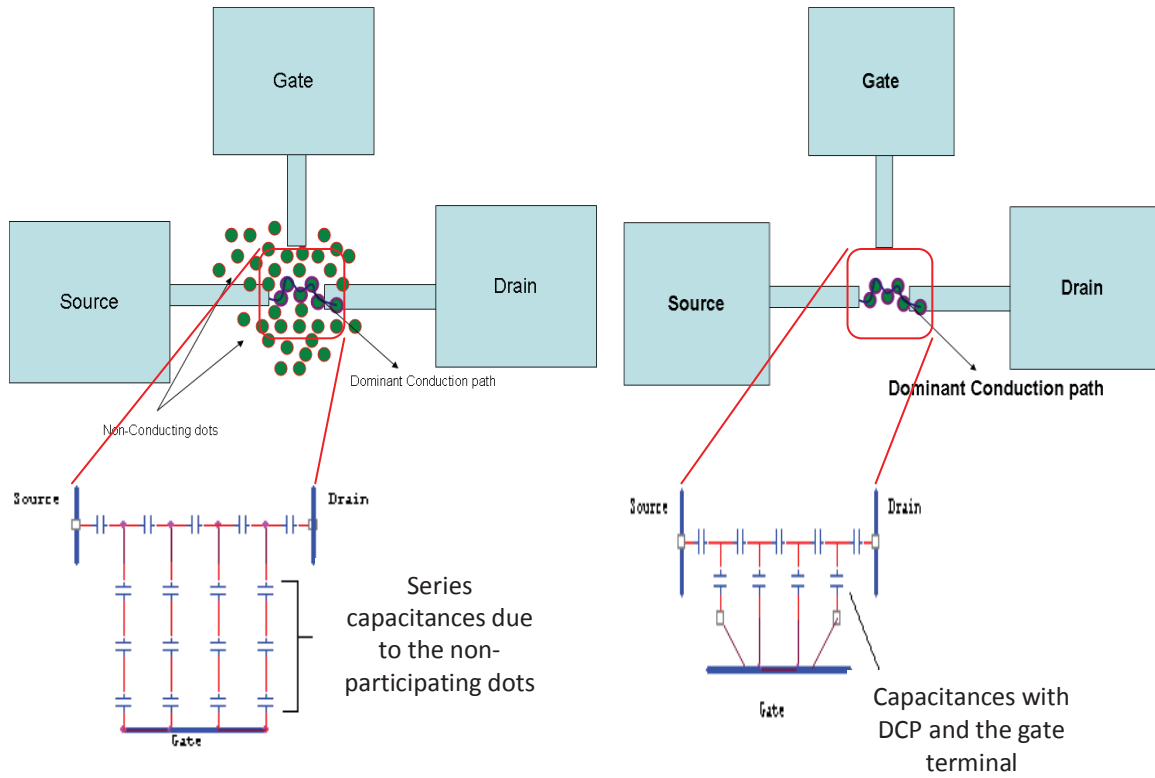 Gate
Source
Drain
Dominant Conduction path
Non-Conducting dots
Source
Drain
Series
capacitances due
to the non-
participating dots
Gate
Gate
Source
Drain
Dominant Conduction path
Source
Drain
Gate
Capacitances with
DCP and the gate
terminal